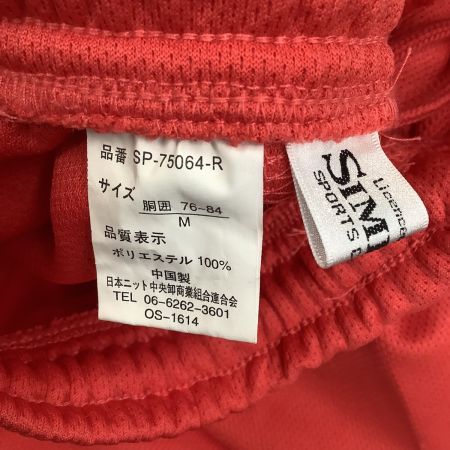 品番 SP-75064-R
サイズ
胴囲 76-84
M
品質表示
ポリエステル 100%
中国製
日本ニット中央卸商業組合連合会
TEL 06-6262-3601
OS-1614
Licence
SPORTS